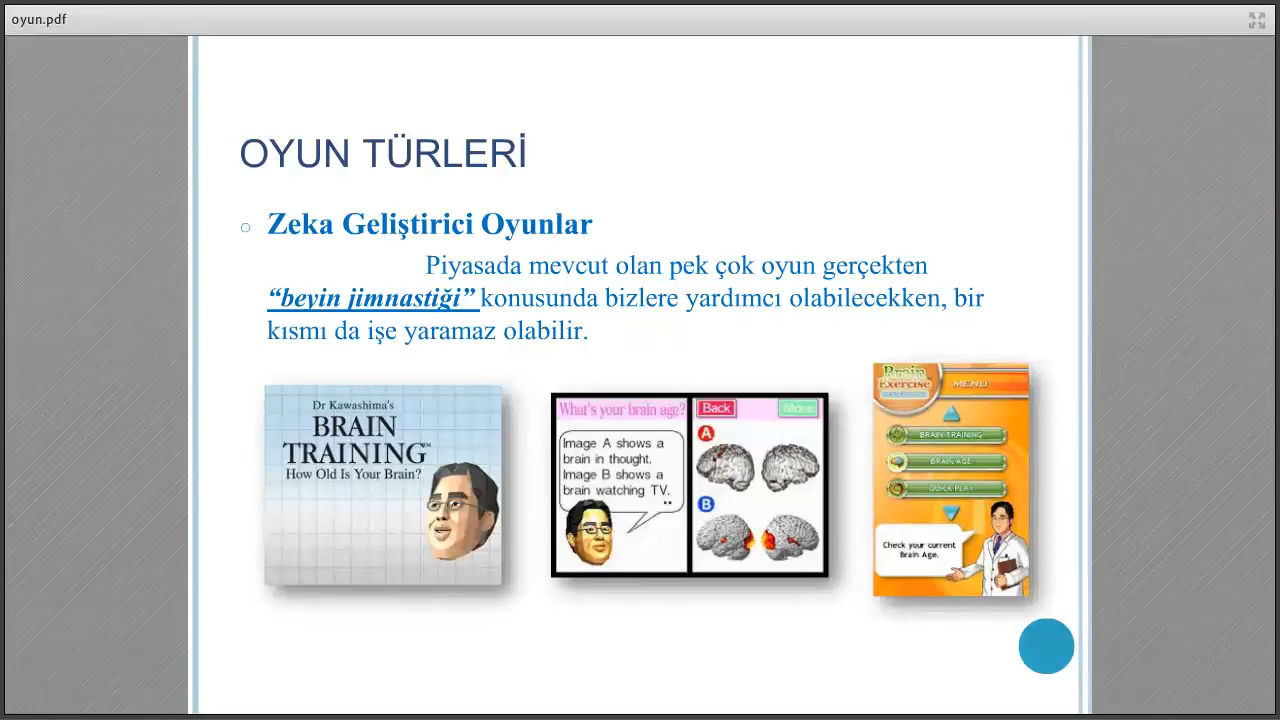 oyun.pdf
OYUN TÜRLERİ
Zeka Geliştirici Oyunlar
Piyasada mevcut olan pek çok oyun gerçekten
“beyin jimnastiği” konusunda bizlere yardımcı olabilecekken, bir
kısmı da işe yaramaz olabilir.
Dr Kawashima's
BRAIN
TRAINING™
How Old Is Your Brain?
What's your brain age?
Image A shows a
brain in thought.
Image B shows a
brain watching TV.
Back
More
A
B
Brain
Exercise
MENU
BRAIN TRAINING
BRAIN AGE
QUICK PLAY
Check your current
Brain Age.